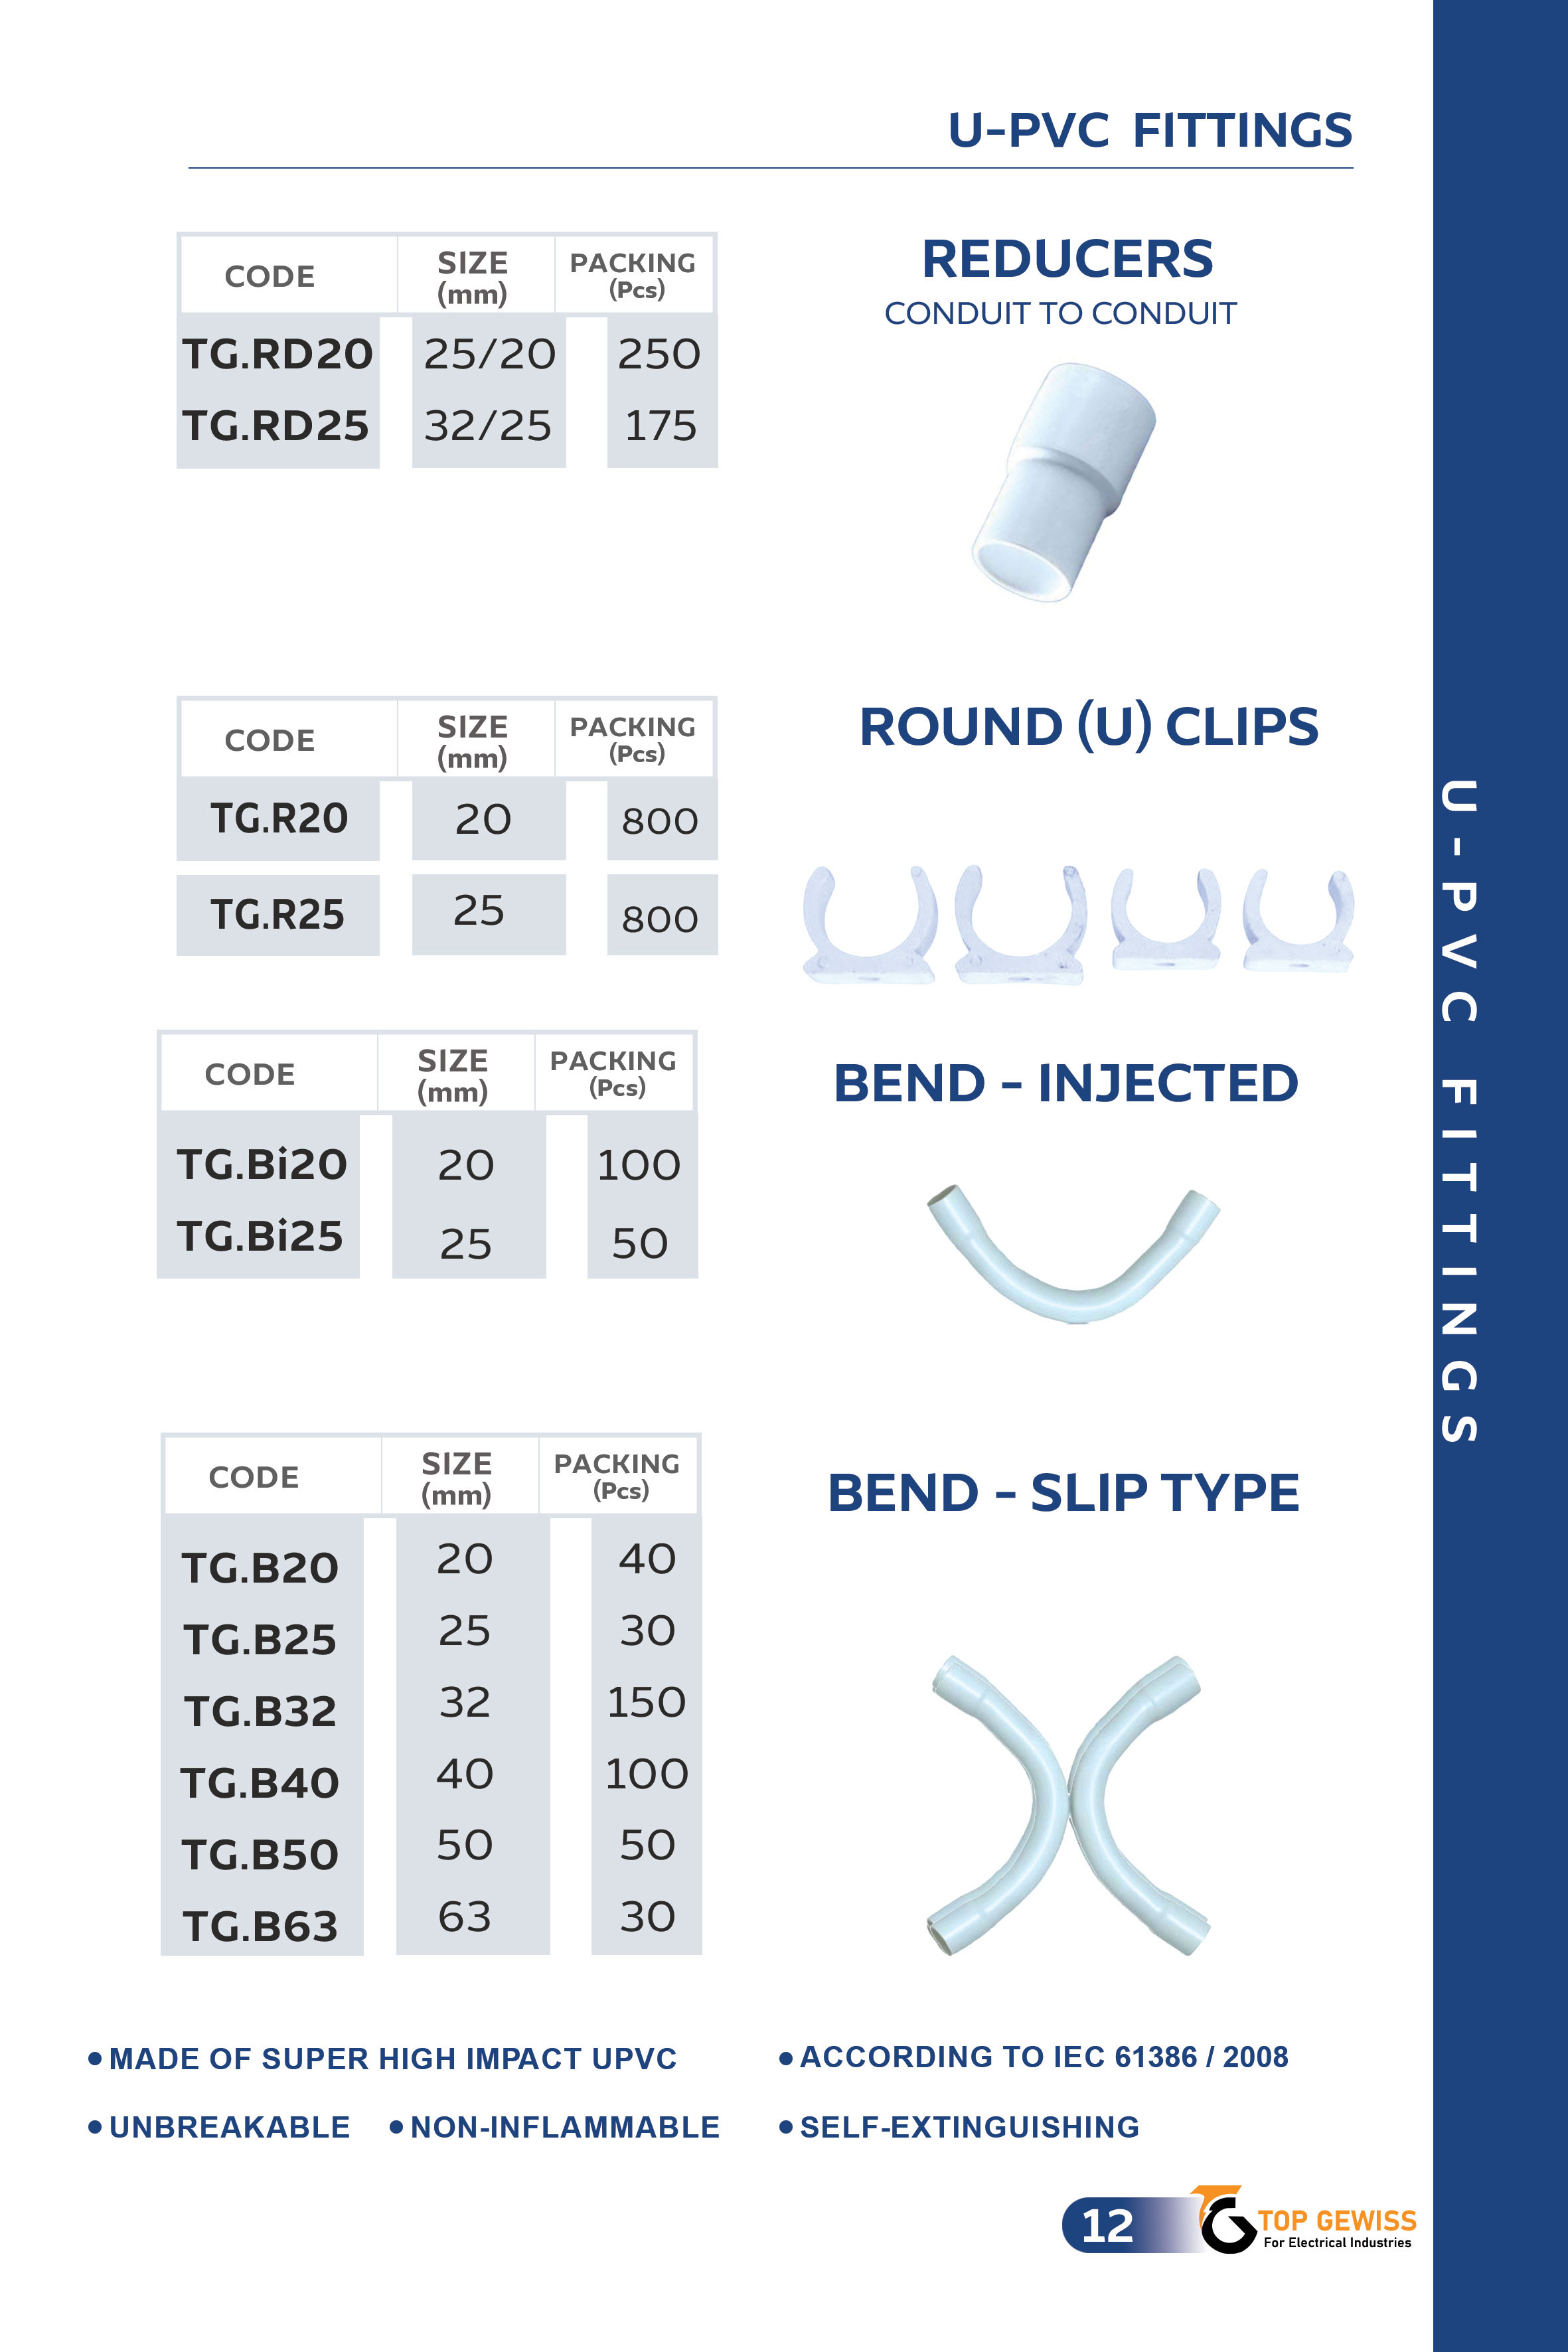 U-PVC FITTINGS
CODE SIZE (mm) PACKING (Pcs)
TG.RD20 25/20 250
TG.RD25 32/25 175
REDUCERS
CONDUIT TO CONDUIT
CODE SIZE (mm) PACKING (Pcs)
TG.R20 20 800
TG.R25 25 800
ROUND (U) CLIPS
CODE SIZE (mm) PACKING (Pcs)
TG.Bi20 20 100
TG.Bi25 25 50
BEND - INJECTED
CODE SIZE (mm) PACKING (Pcs)
TG.B20 20 40
TG.B25 25 30
TG.B32 32 150
TG.B40 40 100
TG.B50 50 50
TG.B63 63 30
BEND - SLIP TYPE
• MADE OF SUPER HIGH IMPACT UPVC • ACCORDING TO IEC 61386 / 2008
• UNBREAKABLE • NON-INFLAMMABLE • SELF-EXTINGUISHING
12
TOP GEWISS
For Electrical Industries
U-PVC FITTINGS